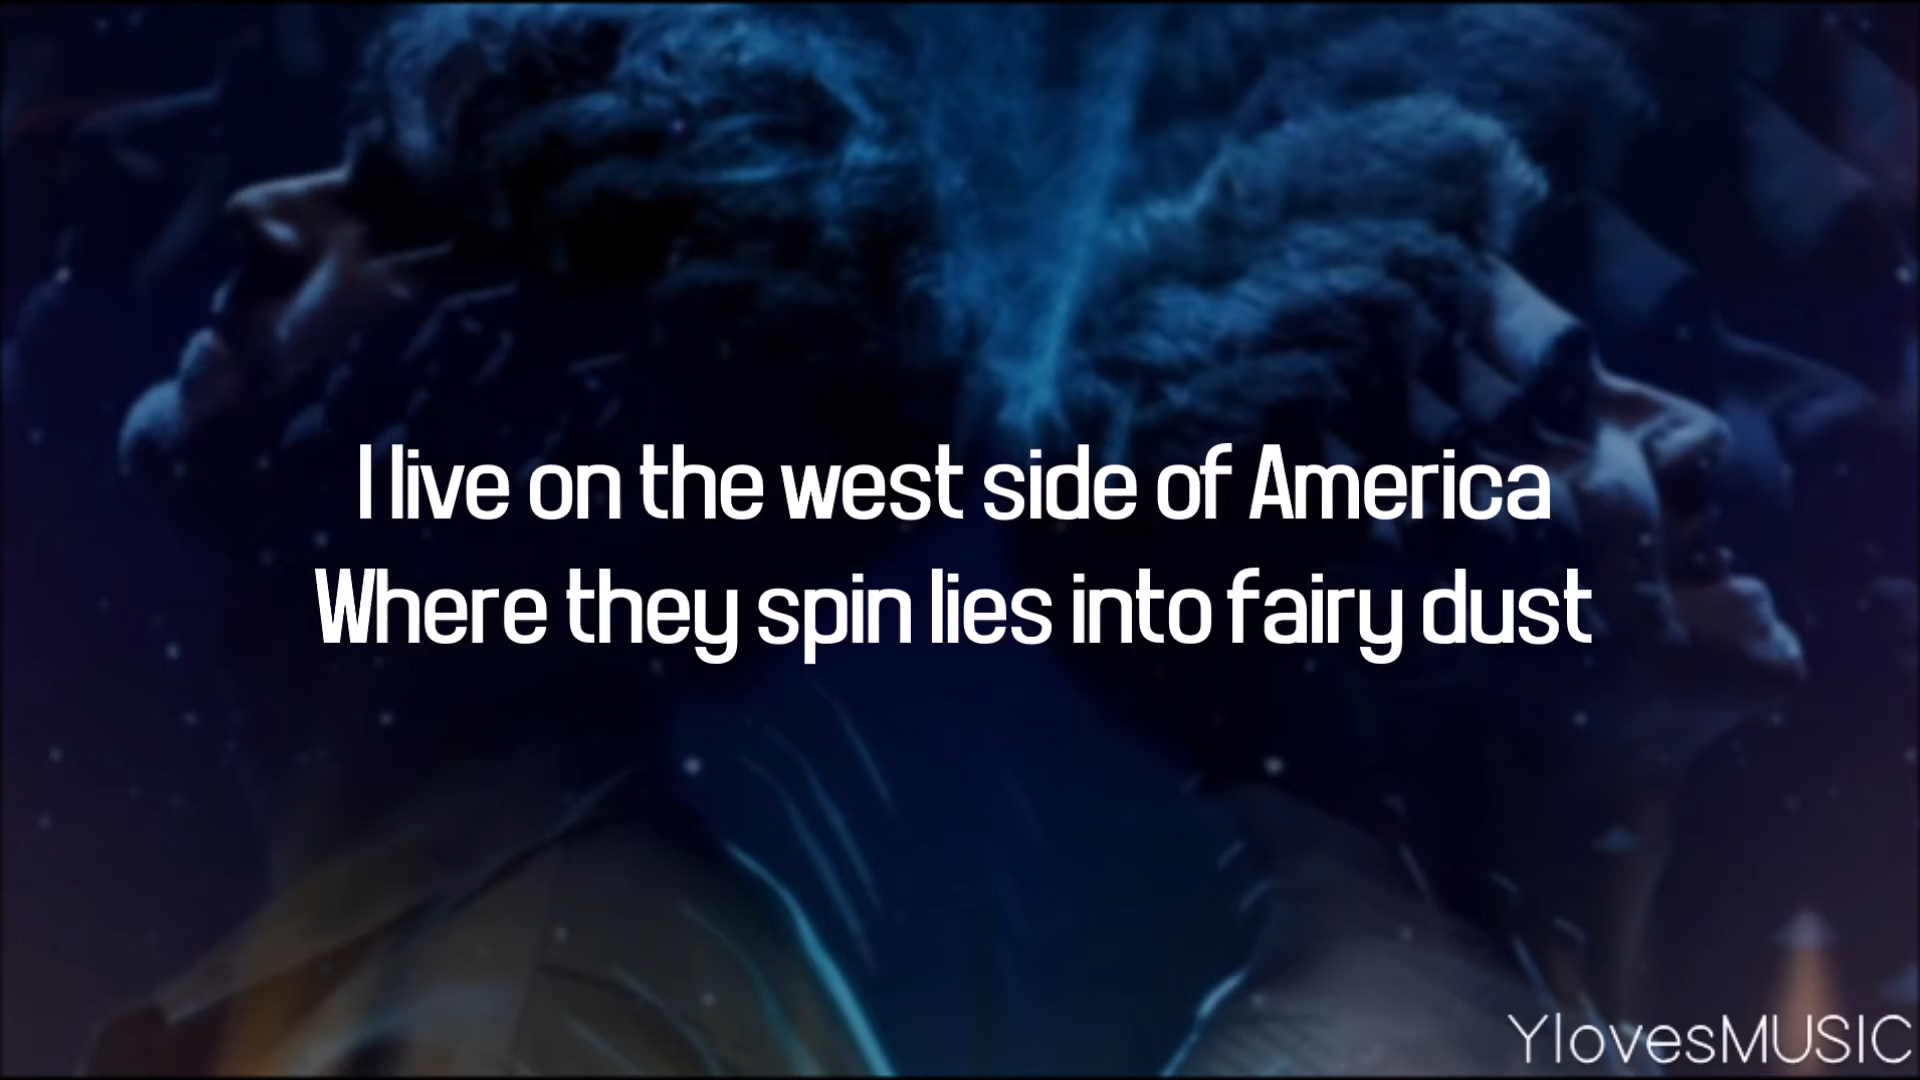 I live on the west side of America
Where they spin lies into fairy dust
YlovesMUSIC